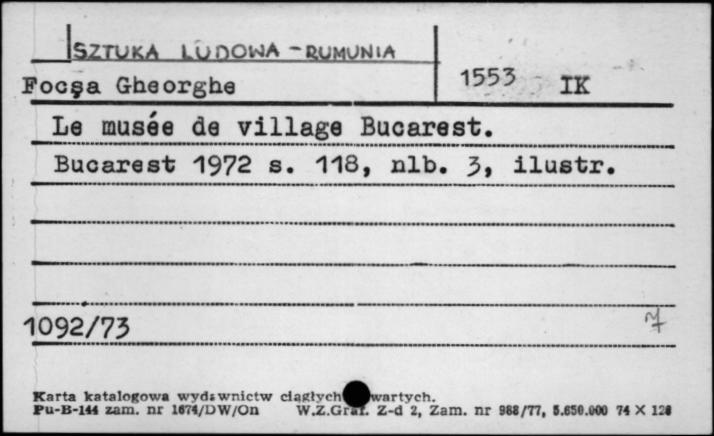 SZTUKA LUDOWA - RUMUNIA
Focşa Gheorghe 1553 IK
Le musée de village Bucarest.
Bucarest 1972 s. 118, nlb. 3, ilustr.
1092/73
Karta katalogowa wydawnictw ciągłych wartych.
Pu-B-144 zam. nr 1674/DW/On W.Z.Graf. Z-d 2, Zam. nr 988/77, 5.650.000 74 X 128